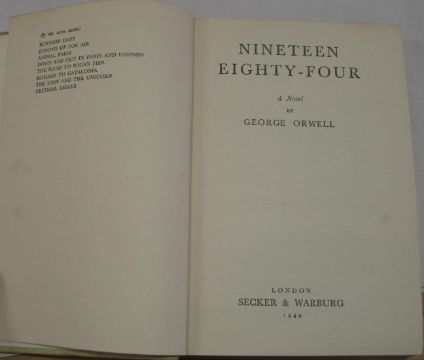 By the same author
BURMESE DAYS
COMING UP FOR AIR
ANIMAL FARM
DOWN AND OUT IN PARIS AND LONDON
THE ROAD TO WIGAN PIER
HOMAGE TO CATALONIA
THE LION AND THE UNICORN
CRITICAL ESSAYS
NINETEEN
EIGHTY-FOUR
A Novel
BY
GEORGE ORWELL
LONDON
SECKER & WARBURG
1949